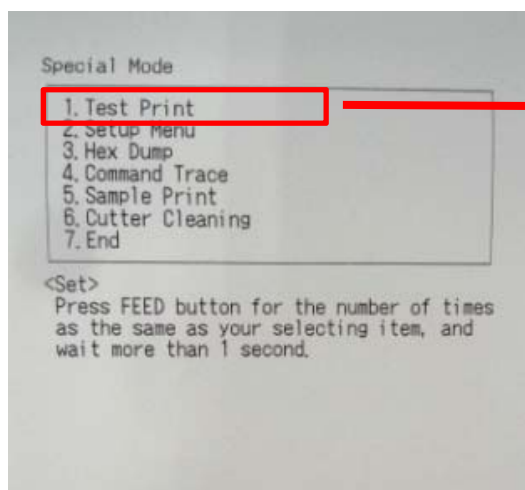 Special Mode
1. Test Print
2. Setup Menu
3. Hex Dump
4. Command Trace
5. Sample Print
6. Cutter Cleaning
7. End
<Set>
Press FEED button for the number of times
as the same as your selecting item, and
wait more than 1 second.